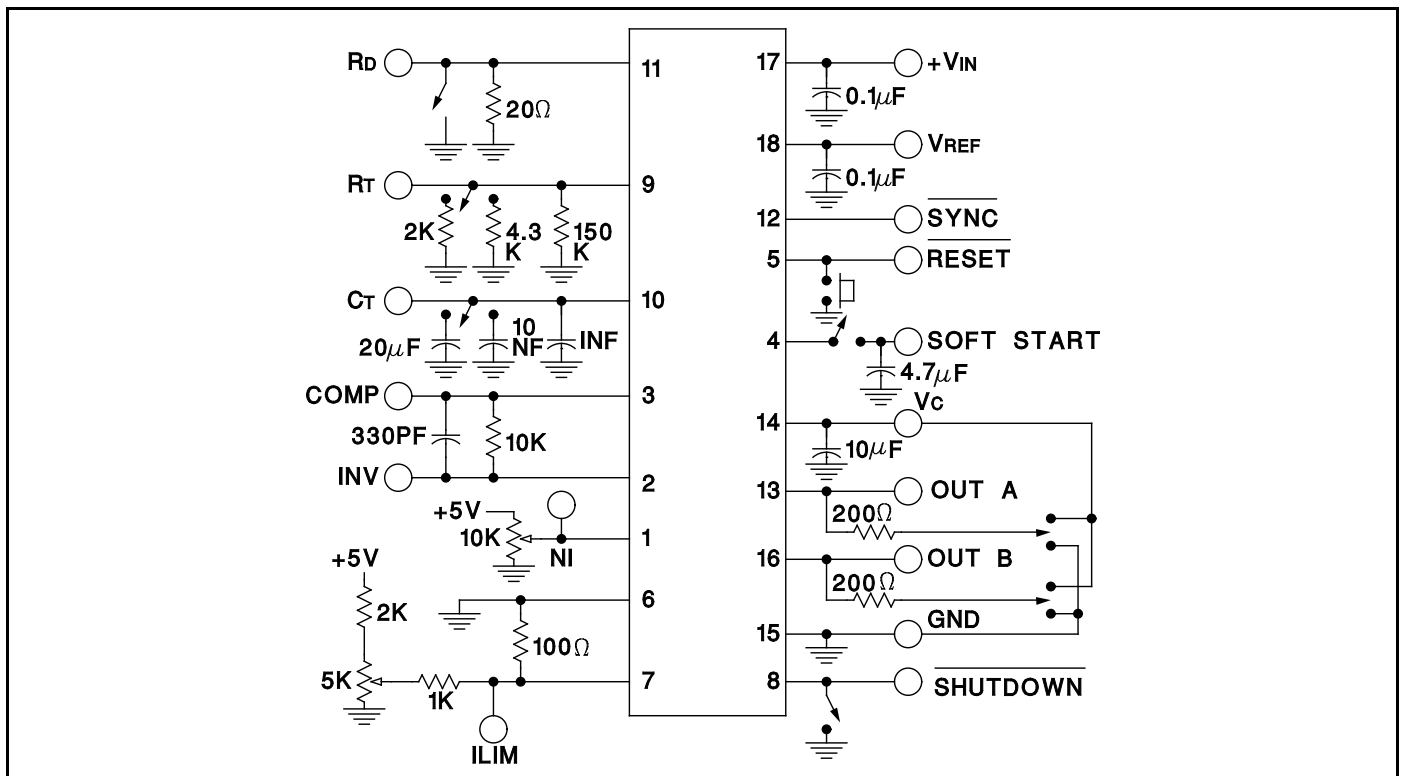 RD
11
20Ω
RT
9
2K
4.3
K
150
K
CT
10
20μF
10
NF
INF
COMP
3
330PF
10K
INV
2
+5V
10K
1
NI
+5V
6
2K
100Ω
5K
1K
7
ILIM
17
+VIN
0.1μF
18
VREF
0.1μF
12
SYNC
5
RESET
4
SOFT START
4.7μF
VC
14
10μF
13
OUT A
200Ω
16
OUT B
200Ω
GND
15
8
SHUTDOWN